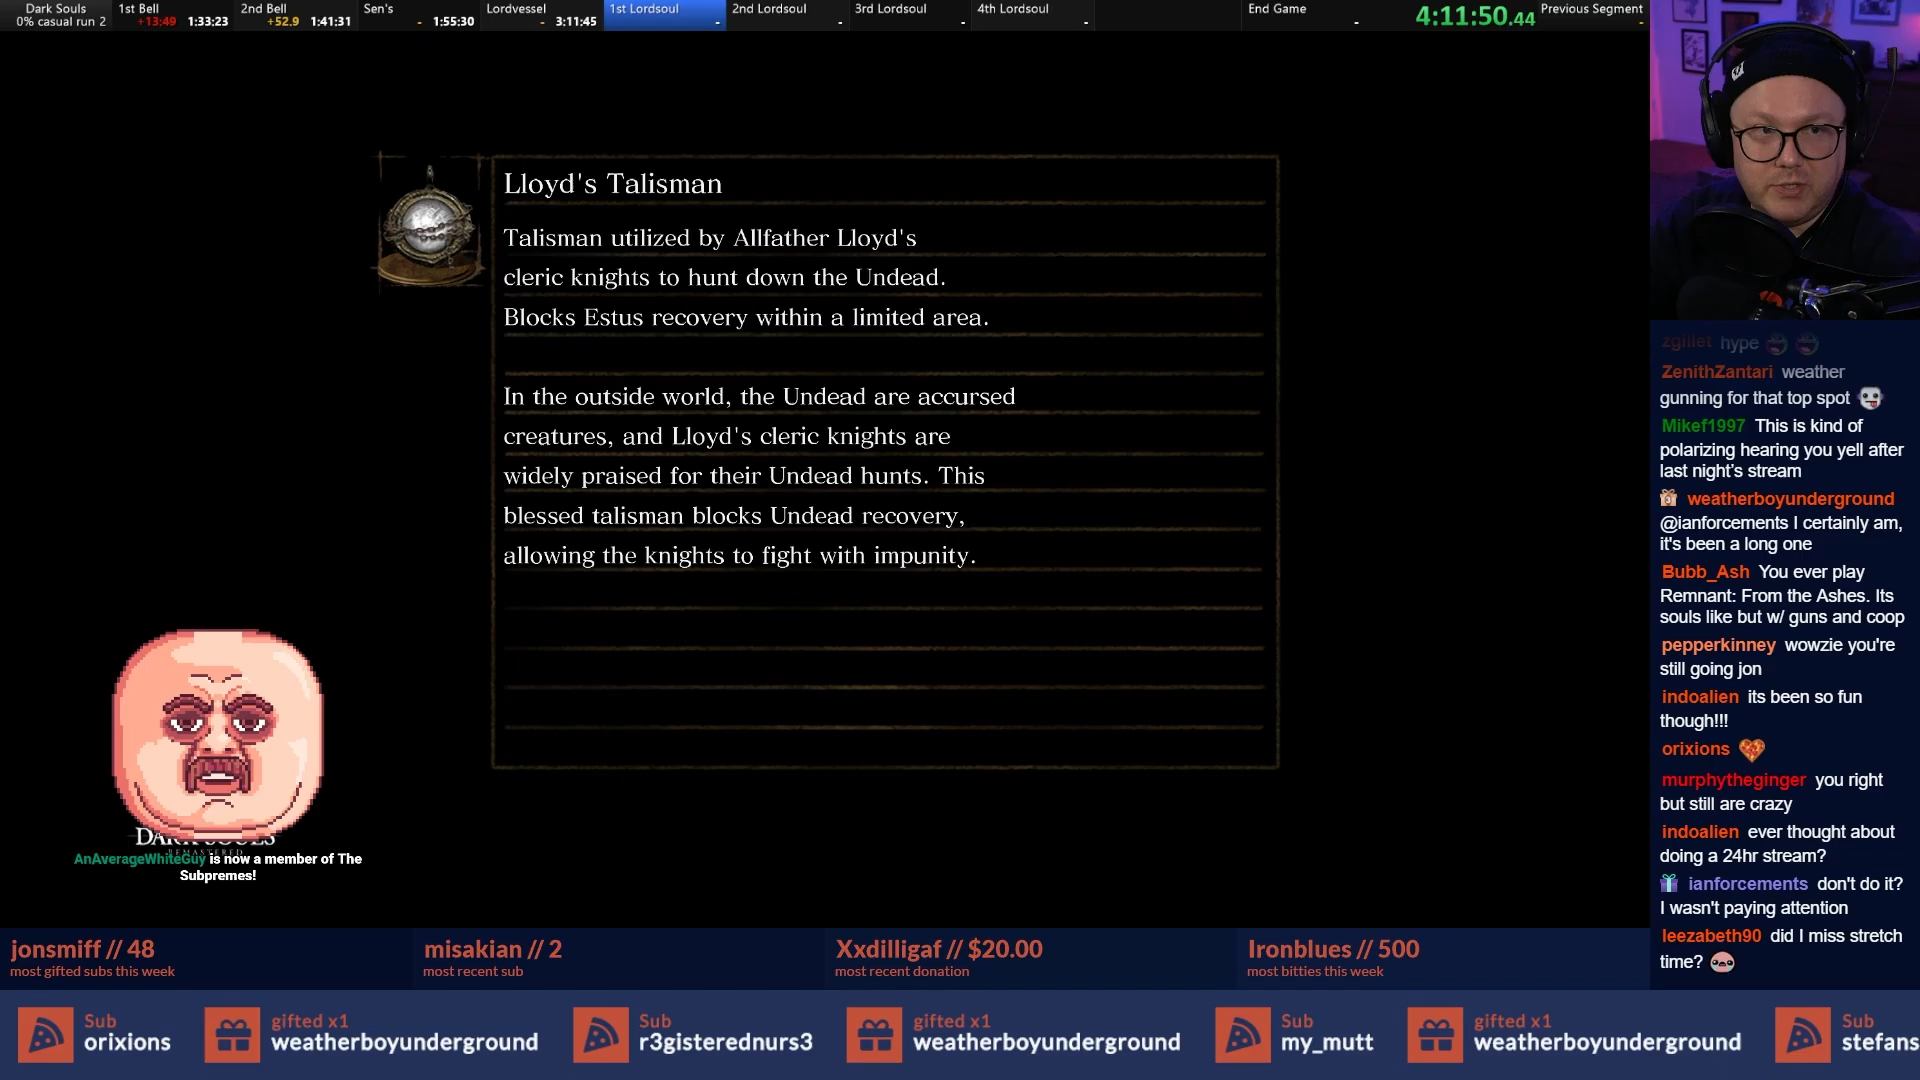 Dark Souls
0% casual run 2
1st Bell
+13:49 1:33:23
2nd Bell
+52.9 1:41:31
Sen's
- 1:55:30
Lordvessel
- 3:11:45
1st Lordsoul
-
2nd Lordsoul
-
3rd Lordsoul
-
4th Lordsoul
-
End Game
-
4:11:50.44
Previous Segment
-
Lloyd's Talisman
Talisman utilized by Allfather Lloyd's
cleric knights to hunt down the Undead.
Blocks Estus recovery within a limited area.
In the outside world, the Undead are accursed
creatures, and Lloyd's cleric knights are
widely praised for their Undead hunts. This
blessed talisman blocks Undead recovery,
allowing the knights to fight with impunity.
DARK SOULS
REMASTERED
AnAverageWhiteGuy is now a member of The
Subpremes!
zgillet hype
ZenithZantari weather
gunning for that top spot
Mikef1997 This is kind of
polarizing hearing you yell after
last night's stream
weatherboyunderground
@ianforcements I certainly am,
it's been a long one
Bubb_Ash You ever play
Remnant: From the Ashes. Its
souls like but w/ guns and coop
pepperkinney wowzie you're
still going jon
indoalien its been so fun
though!!!
orixions
murphytheginger you right
but still are crazy
indoalien ever thought about
doing a 24hr stream?
ianforcements don't do it?
I wasn't paying attention
leezabeth90 did I miss stretch
time?
jonsmiff // 48
most gifted subs this week
misakian // 2
most recent sub
Xxdilligaf // $20.00
most recent donation
Ironblues // 500
most bitties this week
Sub
orixions
gifted x1
weatherboyunderground
Sub
r3gisterednurs3
gifted x1
weatherboyunderground
Sub
my_mutt
gifted x1
weatherboyunderground
Sub
stefans